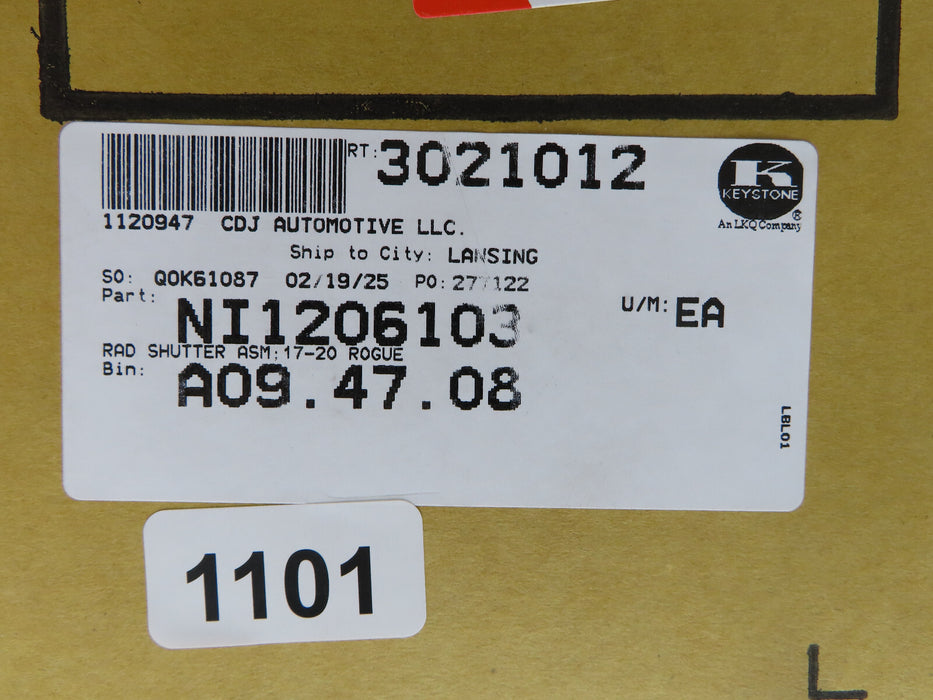 RT: 3021012
K
KEYSTONE
®
An LKQ Company
1120947 CDJ AUTOMOTIVE LLC.
Ship to City: LANSING
SO: Q0K61087 02/19/25 PO: 277122
Part: NI1206103
U/M: EA
RAD SHUTTER ASM;17-20 ROGUE
Bin: A09.47.08
LBL01
1101